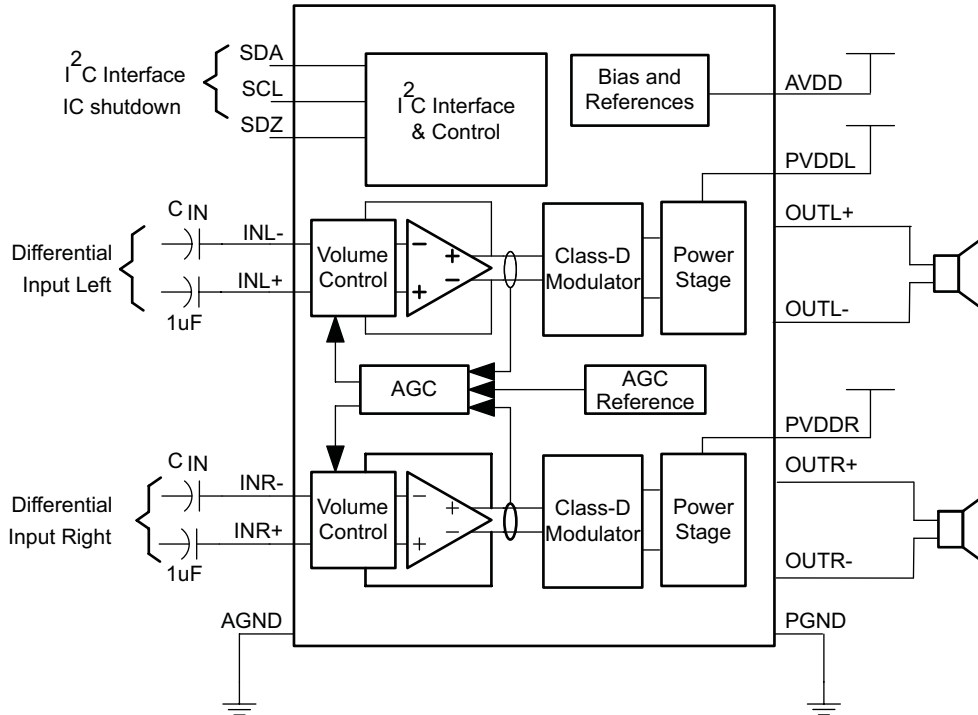 SDA
SCL
SDZ
I2C Interface
IC shutdown
I2C Interface
& Control
Bias and
References
AVDD
PVDDL
OUTL+
OUTL-
CIN
INL-
INL+
1uF
Differential
Input Left
Volume
Control
-
+
+
-
Class-D
Modulator
Power
Stage
AGC
AGC
Reference
PVDDR
OUTR+
OUTR-
CIN
INR-
INR+
1uF
Differential
Input Right
Volume
Control
-
+
+
-
Class-D
Modulator
Power
Stage
AGND
PGND